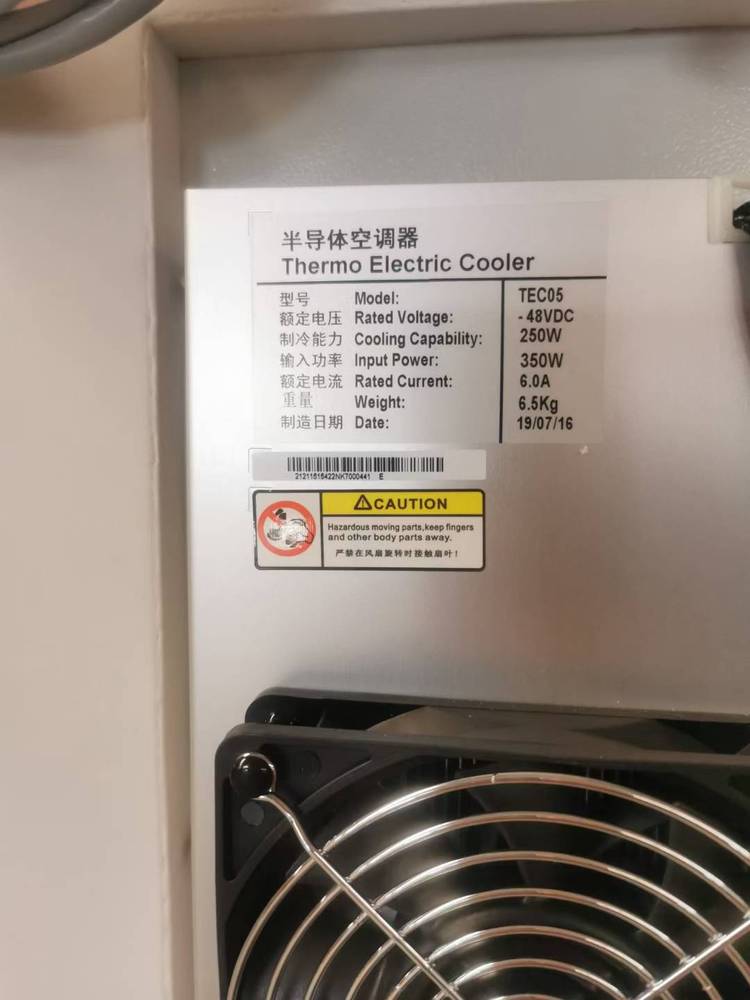 半导体空调器
Thermo Electric Cooler
型号 Model: TEC05
额定电压 Rated Voltage: - 48VDC
制冷能力 Cooling Capability: 250W
输入功率 Input Power: 350W
额定电流 Rated Current: 6.0A
重量 Weight: 6.5Kg
制造日期 Date: 19/07/16
21211516422NK7000441 E
CAUTION
Hazardous moving parts,keep fingers
and other body parts away.
严禁在风扇旋转时接触扇叶！